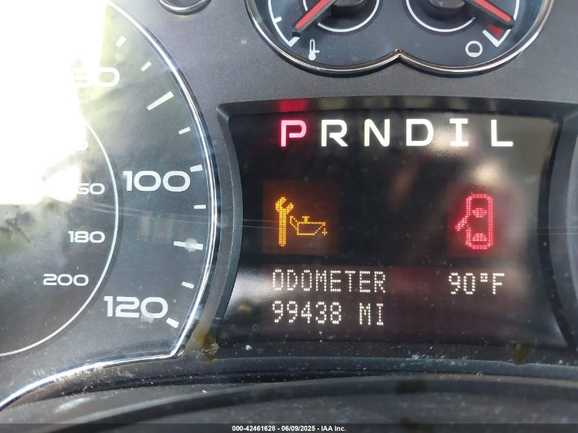 PRNDIL
100
120
160
180
200
ODOMETER 90°F
99438 MI
000-42461628 | 06/09/2025 | IAA Inc.